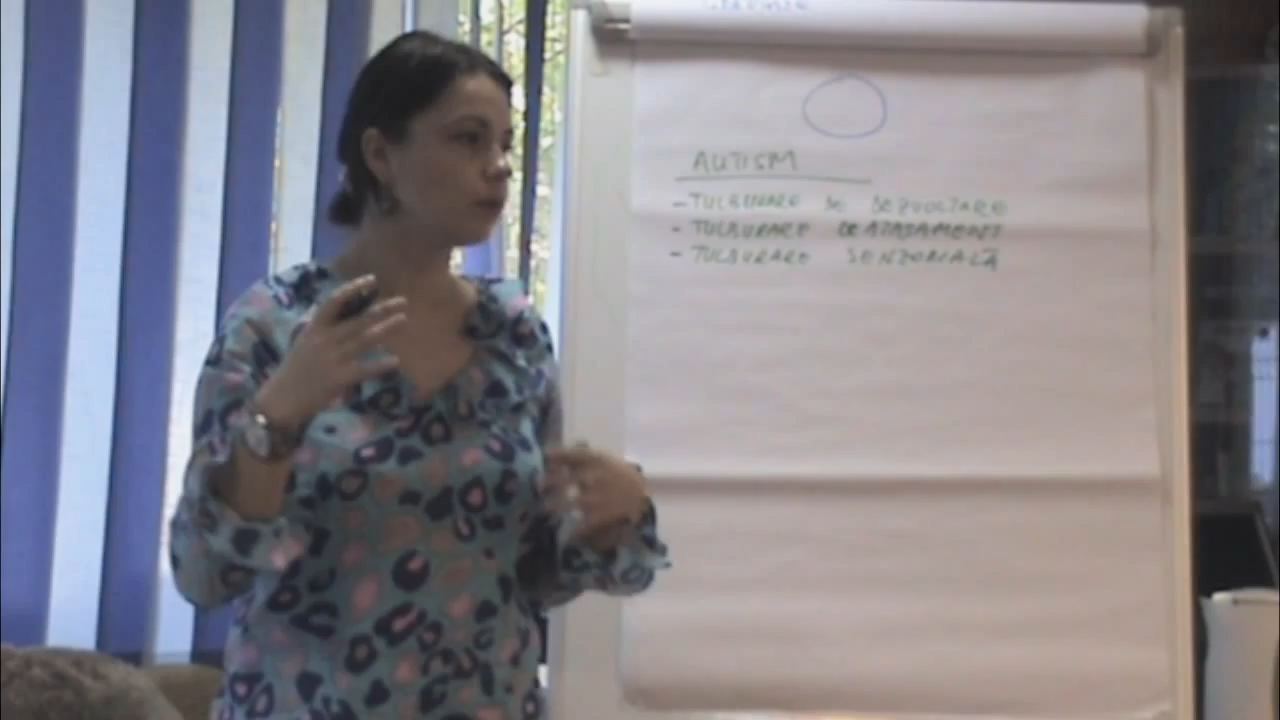 AUTISM
- TULBURARE DE DEZVOLTARE
- TULBURARE DE ATAȘAMENT
- TULBURARE SENZORIALĂ